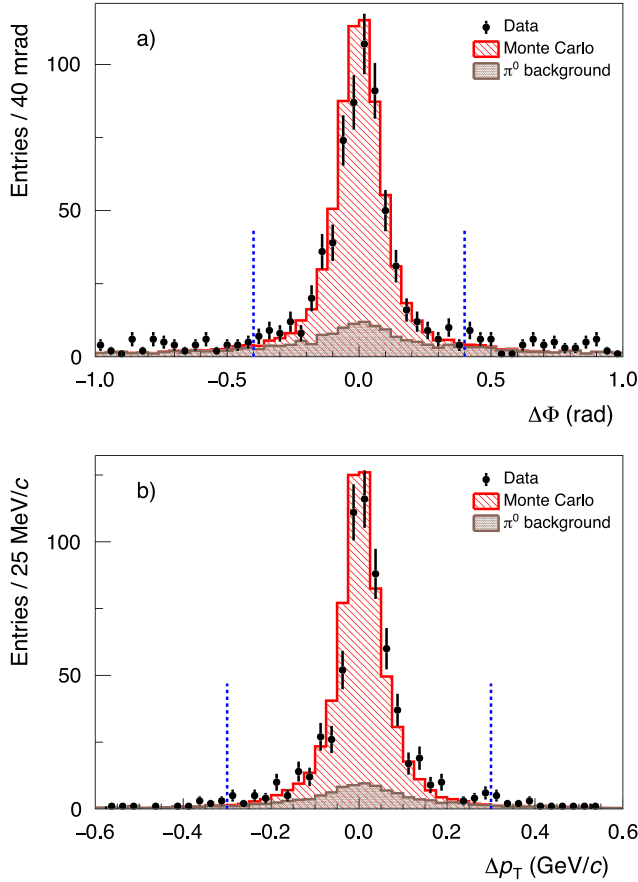 a)
Data
Monte Carlo
π⁰ background
Entries / 40 mrad
100
50
0
−1.0 −0.5 0.0 0.5 1.0
ΔΦ (rad)
b)
Data
Monte Carlo
π⁰ background
Entries / 25 MeV/c
100
50
0
−0.6 −0.4 −0.2 0.0 0.2 0.4 0.6
Δp_T (GeV/c)